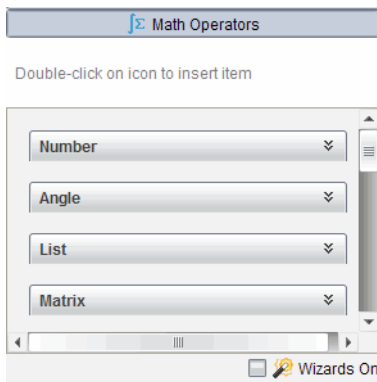 ∫Σ Math Operators
Double-click on icon to insert item
Number
Angle
List
Matrix
Wizards On